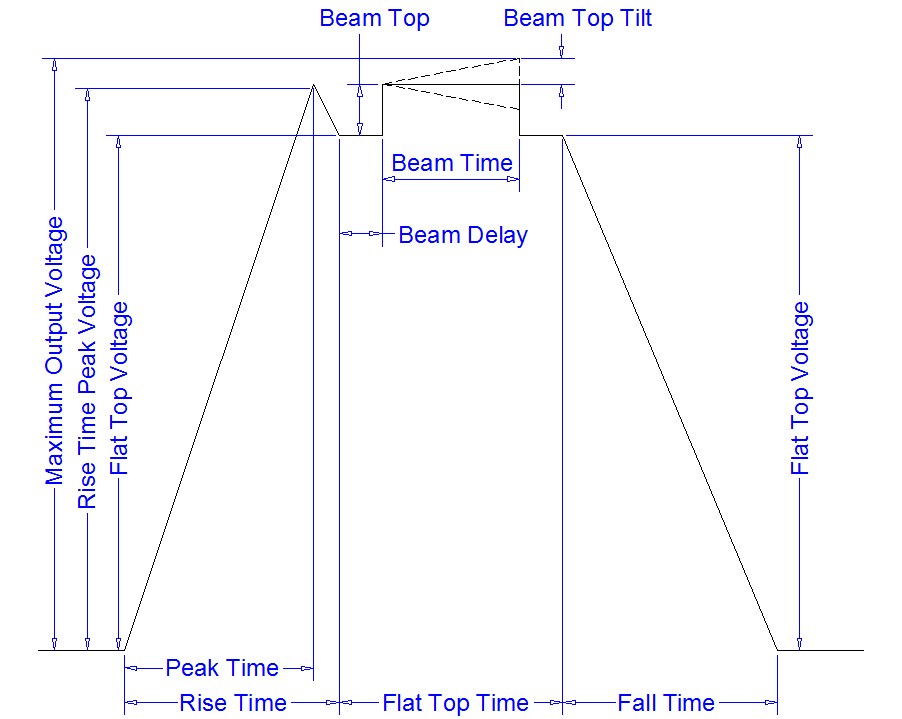 Beam Top
Beam Top Tilt
Beam Time
Beam Delay
Maximum Output Voltage
Rise Time Peak Voltage
Flat Top Voltage
Flat Top Voltage
Peak Time
Rise Time
Flat Top Time
Fall Time